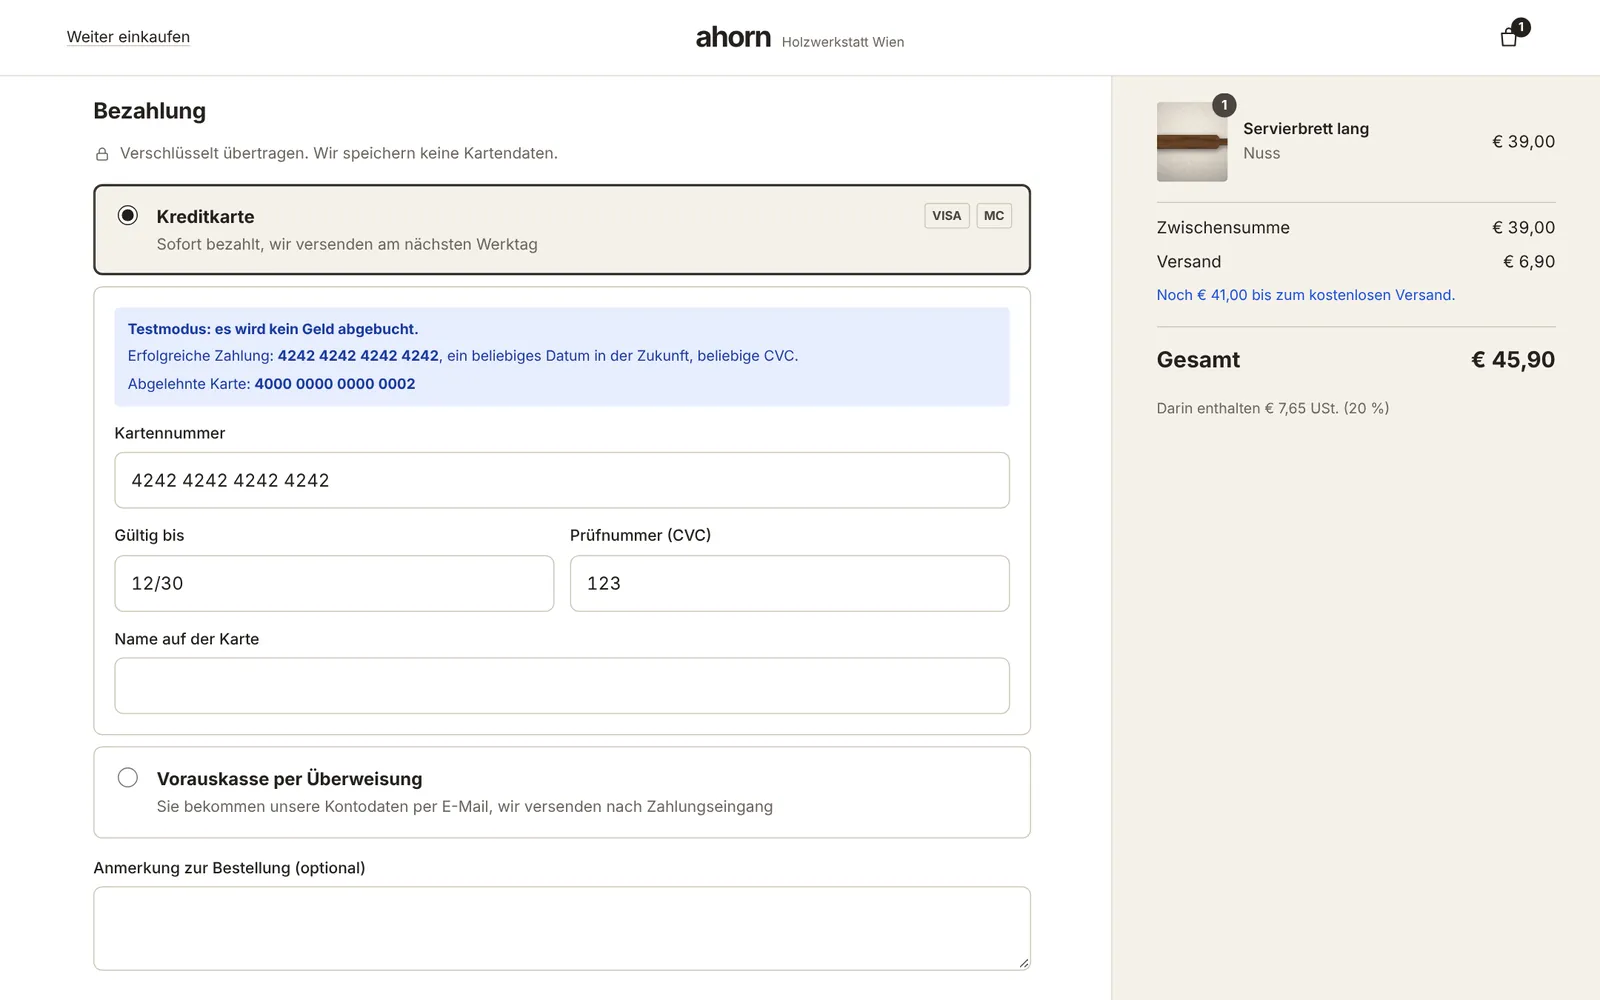 Weiter einkaufen
ahorn Holzwerkstatt Wien
1
Bezahlung
Verschlüsselt übertragen. Wir speichern keine Kartendaten.
Kreditkarte
VISA MC
Sofort bezahlt, wir versenden am nächsten Werktag
Testmodus: es wird kein Geld abgebucht.
Erfolgreiche Zahlung: 4242 4242 4242 4242, ein beliebiges Datum in der Zukunft, beliebige CVC.
Abgelehnte Karte: 4000 0000 0000 0002
Kartennummer
4242 4242 4242 4242
Gültig bis
12/30
Prüfnummer (CVC)
123
Name auf der Karte
Vorauskasse per Überweisung
Sie bekommen unsere Kontodaten per E-Mail, wir versenden nach Zahlungseingang
Anmerkung zur Bestellung (optional)
1
Servierbrett lang
Nuss
€ 39,00
Zwischensumme € 39,00
Versand € 6,90
Noch € 41,00 bis zum kostenlosen Versand.
Gesamt € 45,90
Darin enthalten € 7,65 USt. (20 %)